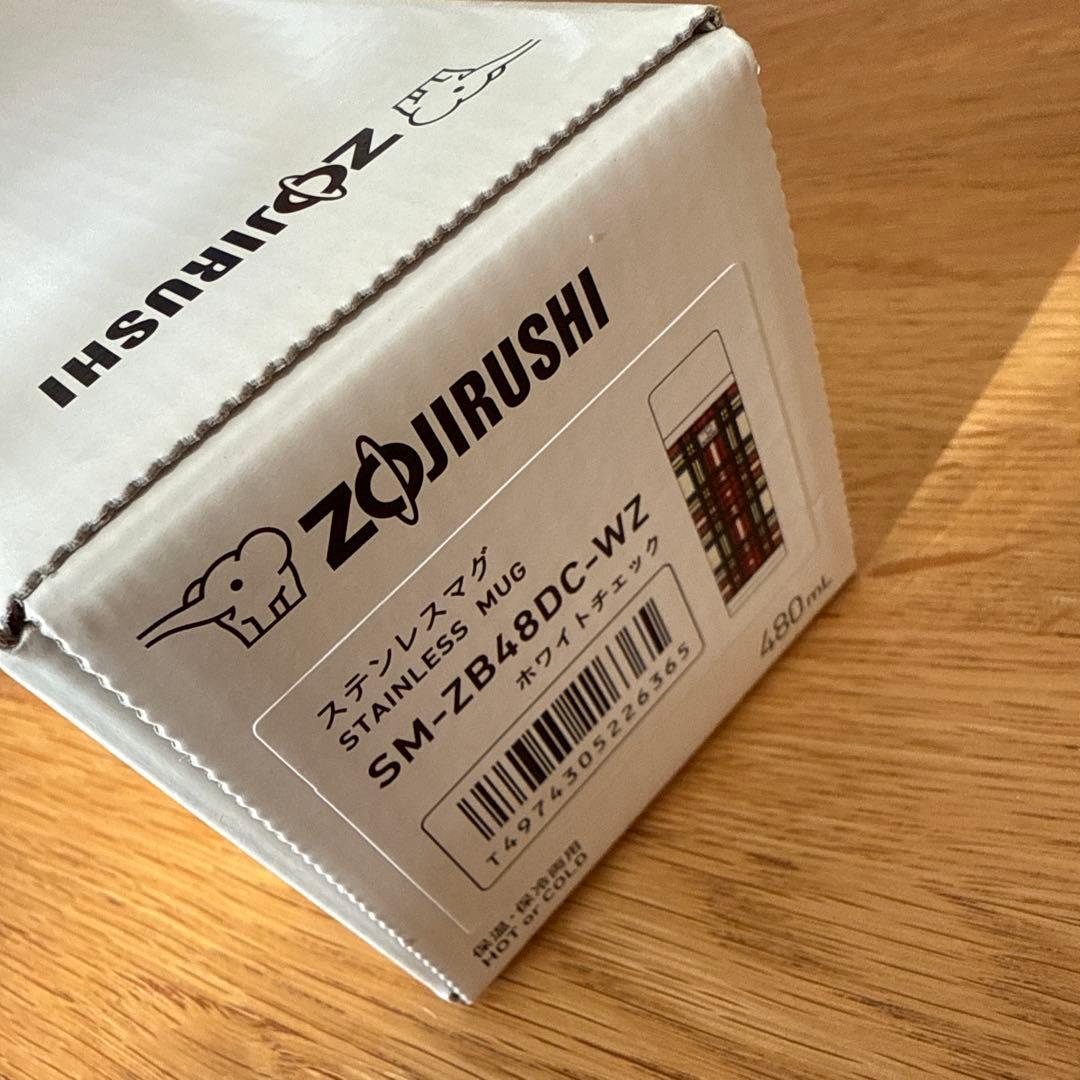 ZOJIRUSHI
ZOJIRUSHI
ステンレスマグ
STAINLESS MUG
SM-ZB48DC-WZ
ホワイトチェック
T4974305226365
480mL
保温・保冷両用
HOT or COLD